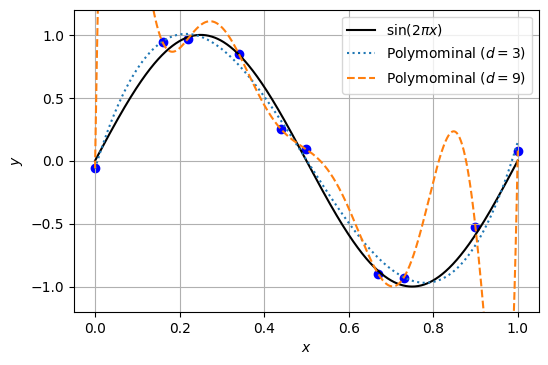 sin(2πx)
Polymominal (d = 3)
Polymominal (d = 9)
1.0
0.5
0.0
−0.5
−1.0
y
0.0 0.2 0.4 0.6 0.8 1.0
x